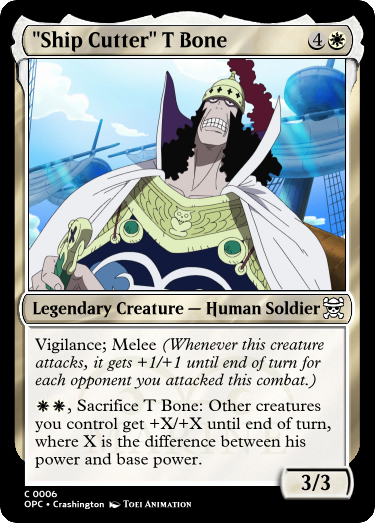 "Ship Cutter" T Bone 4
Legendary Creature — Human Soldier
Vigilance; Melee (Whenever this creature
attacks, it gets +1/+1 until end of turn for
each opponent you attacked this combat.)
, Sacrifice T Bone: Other creatures
you control get +X/+X until end of turn,
where X is the difference between his
power and base power.
3/3
C 0006
OPC • Crashington TOEI ANIMATION